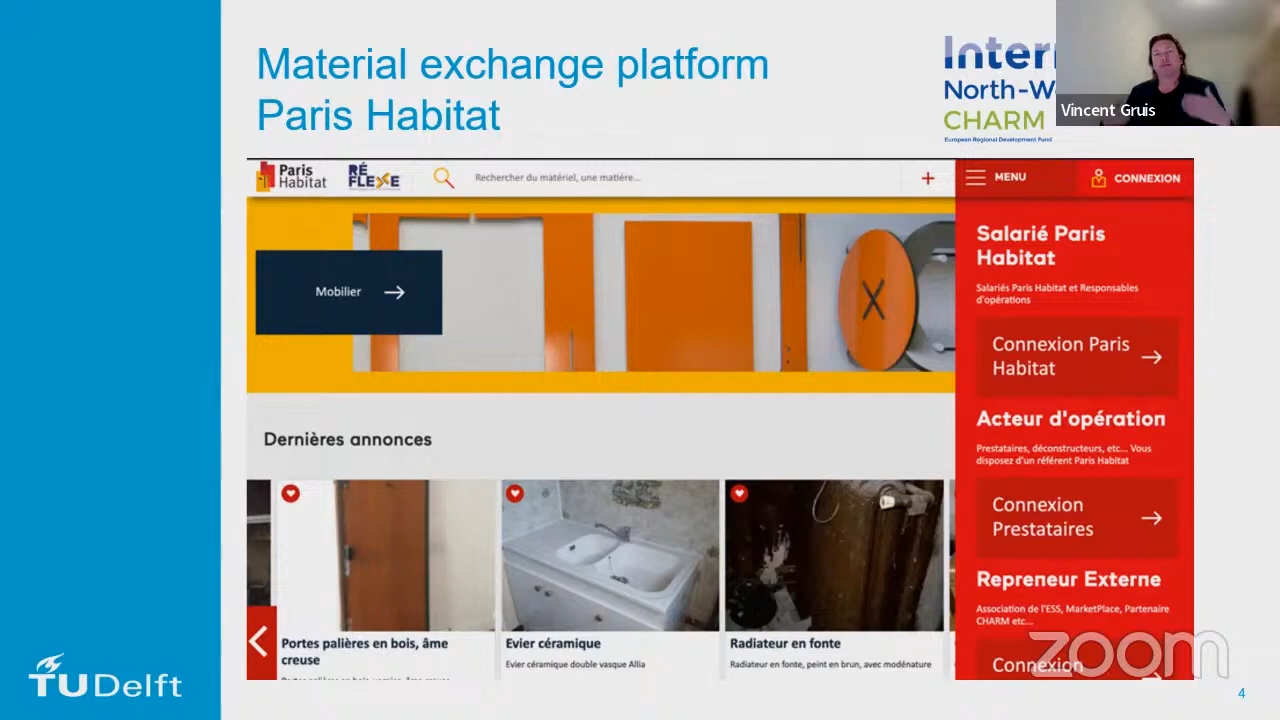 Material exchange platform
Paris Habitat
Interr
North-We
CHARM
European Regional Development Fund
Vincent Gruis
Paris
Habitat
RÉ
FLEXE
Rechercher du matériel, une matiére...
+
MENU
CONNEXION
Mobilier
Salarié Paris
Habitat
Salariés Paris Habitat et Responsables
d'opérations
Connexion Paris
Habitat
Acteur d'opération
Prestataires, déconstructeurs, etc... Vous
disposez d'un référent Paris Habitat
Connexion
Prestataires
Repreneur Externe
Association de l'ESS, MarketPlace, Partenaire
CHARM etc...
Connexion
Dernières annonces
Portes palières en bois, âme
creuse
Evier céramique
Evier céramique double vasque Allia
Radiateur en fonte
Radiateur en fonte, peint en brun, avec modénature
zoom
TUDelft
4